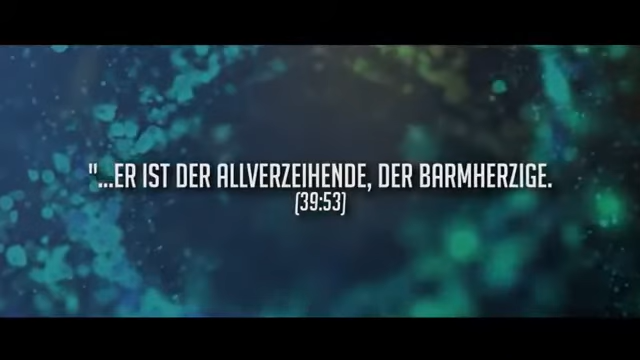 "...ER IST DER ALLVERZEIHENDE, DER BARMHERZIGE.
(39:53)